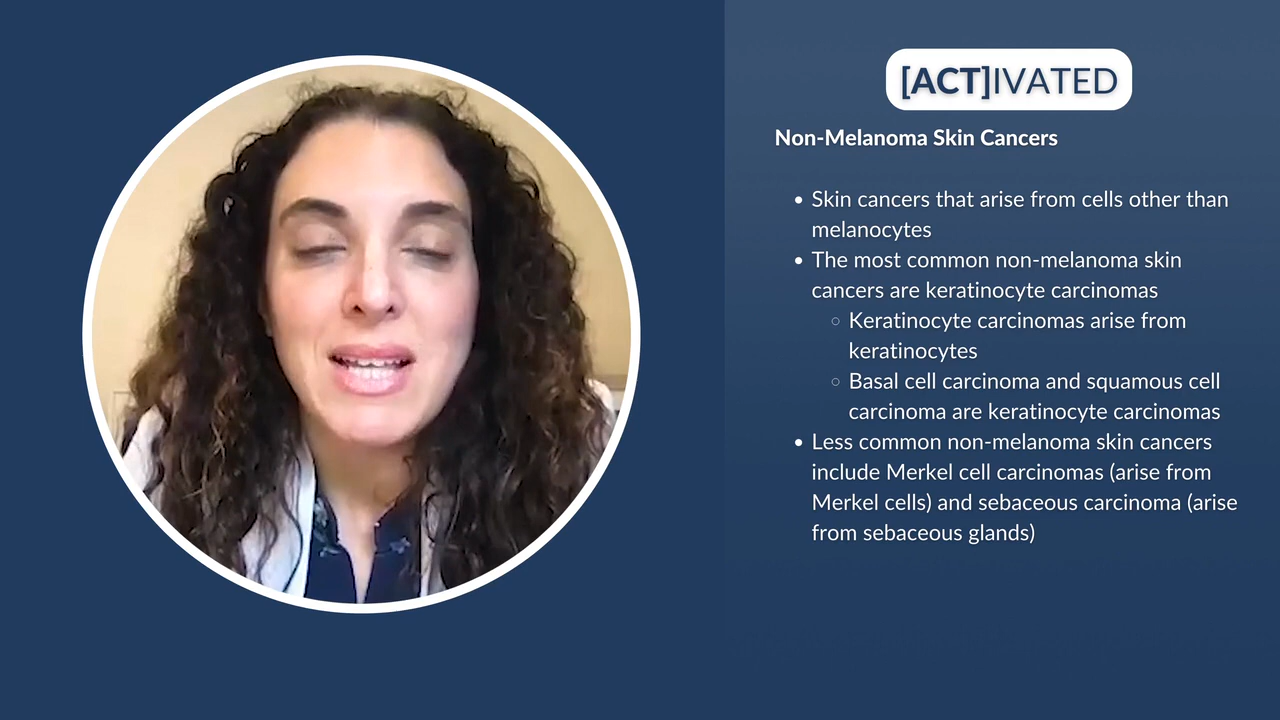 [ACT]IVATED
Non-Melanoma Skin Cancers
• Skin cancers that arise from cells other than
melanocytes
• The most common non-melanoma skin
cancers are keratinocyte carcinomas
○ Keratinocyte carcinomas arise from
keratinocytes
○ Basal cell carcinoma and squamous cell
carcinoma are keratinocyte carcinomas
• Less common non-melanoma skin cancers
include Merkel cell carcinomas (arise from
Merkel cells) and sebaceous carcinoma (arise
from sebaceous glands)